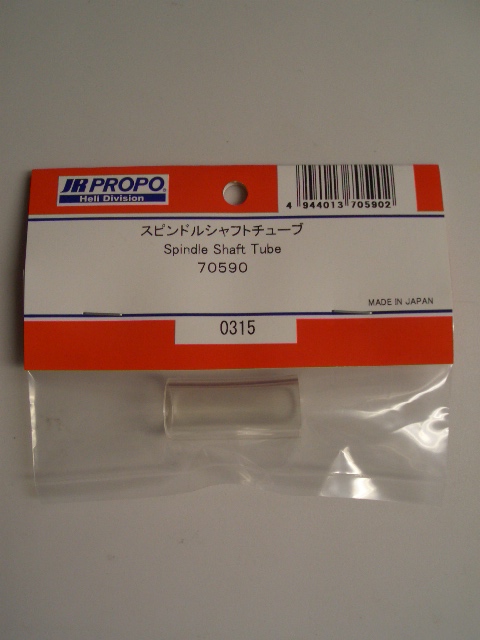 JR PROPO®
Heli Division
4 944013 705902
スピンドルシャフトチューブ
Spindle Shaft Tube
70590
MADE IN JAPAN
0315